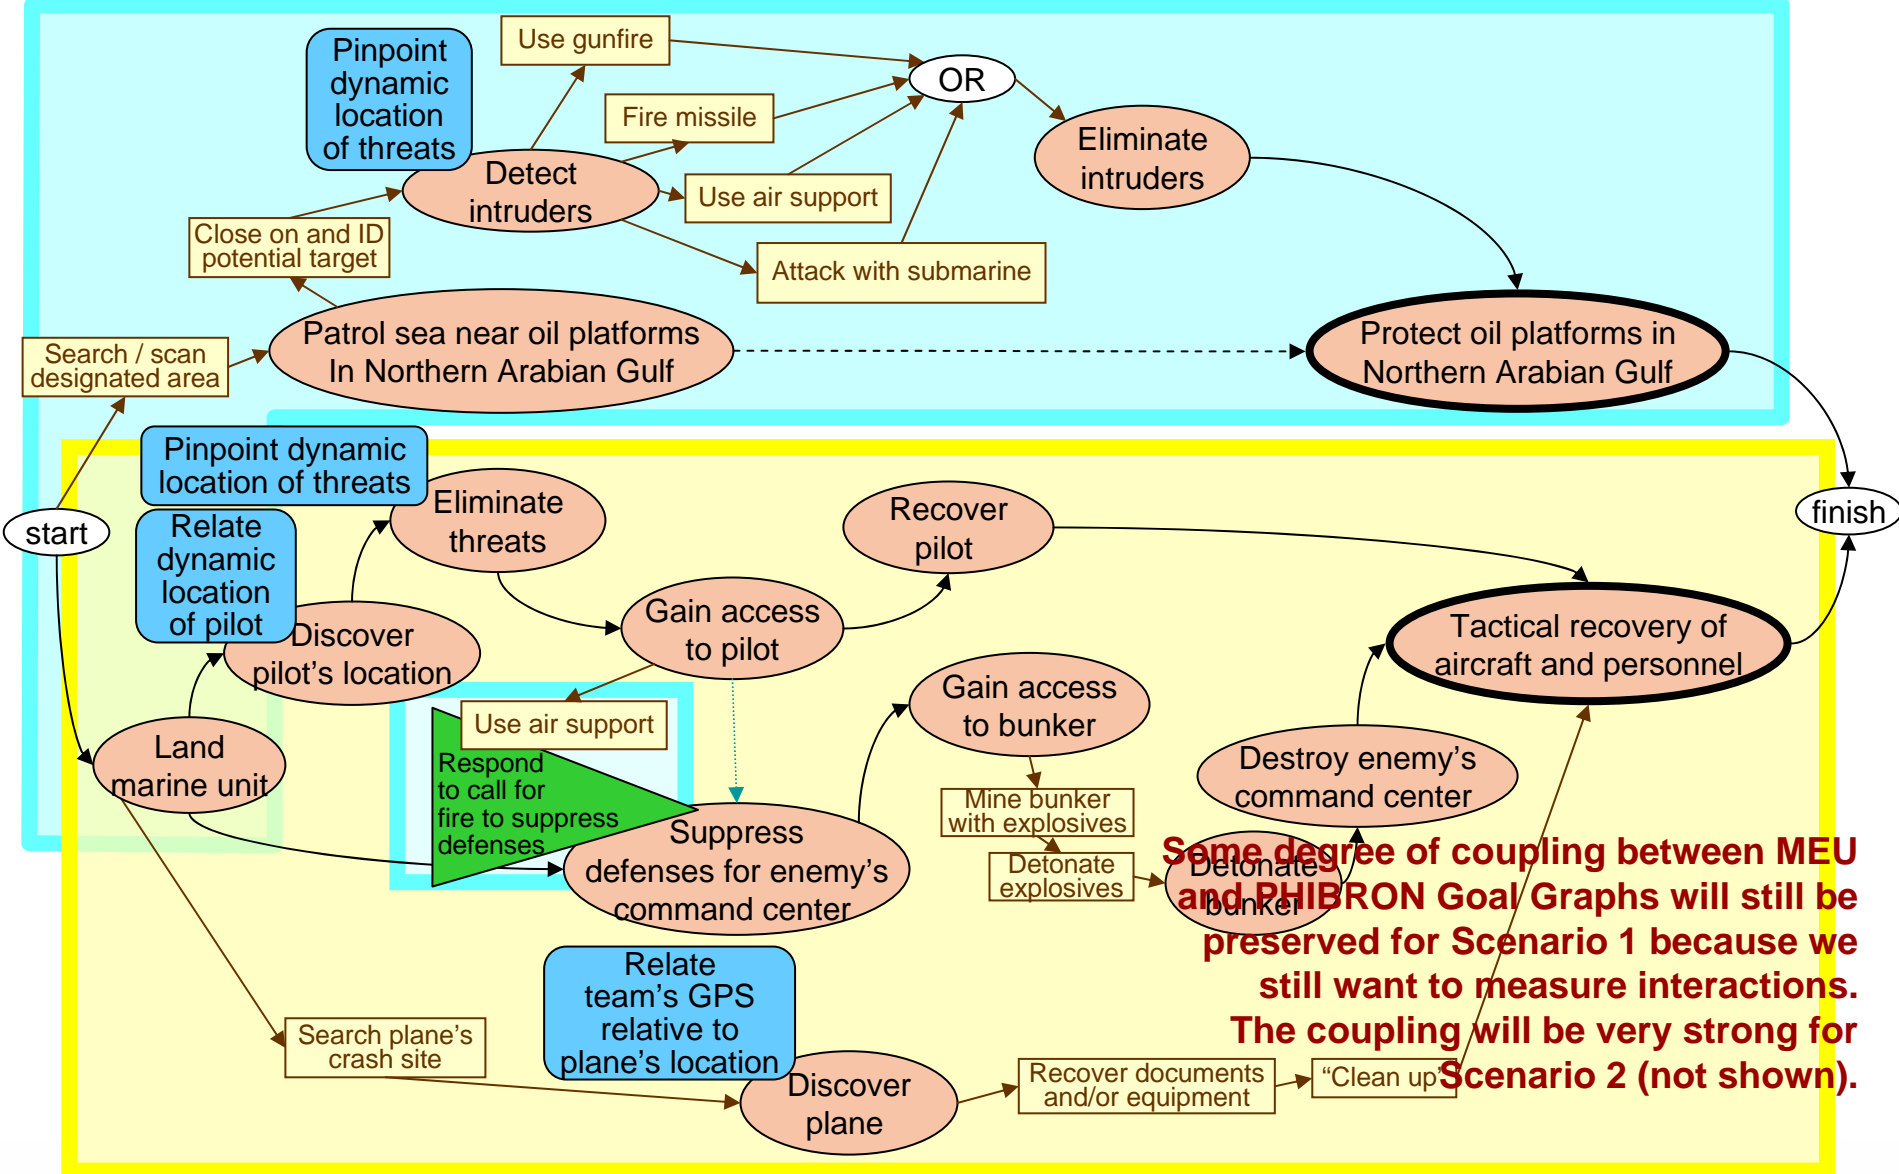 Use gunfire
Pinpoint
dynamic
location
of threats
OR
Fire missile
Eliminate
intruders
Detect
intruders
Use air support
Close on and ID
potential target
Attack with submarine
Patrol sea near oil platforms
In Northern Arabian Gulf
Protect oil platforms in
Northern Arabian Gulf
Search / scan
designated area
Pinpoint dynamic
location of threats
Eliminate
threats
Recover
pilot
finish
start
Relate
dynamic
location
of pilot
Gain access
to pilot
Discover
pilot's location
Tactical recovery of
aircraft and personnel
Gain access
to bunker
Use air support
Land
marine unit
Respond
to call for
fire to suppress
defenses
Destroy enemy's
command center
Mine bunker
with explosives
Suppress
defenses for enemy's
command center
Detonate
explosives
Detonate
bunker
Some degree of coupling between MEU
and PHIBRON Goal Graphs will still be
preserved for Scenario 1 because we
still want to measure interactions.
The coupling will be very strong for
Scenario 2 (not shown).
Relate
team's GPS
relative to
plane's location
Search plane's
crash site
Discover
plane
Recover documents
and/or equipment
“Clean up”